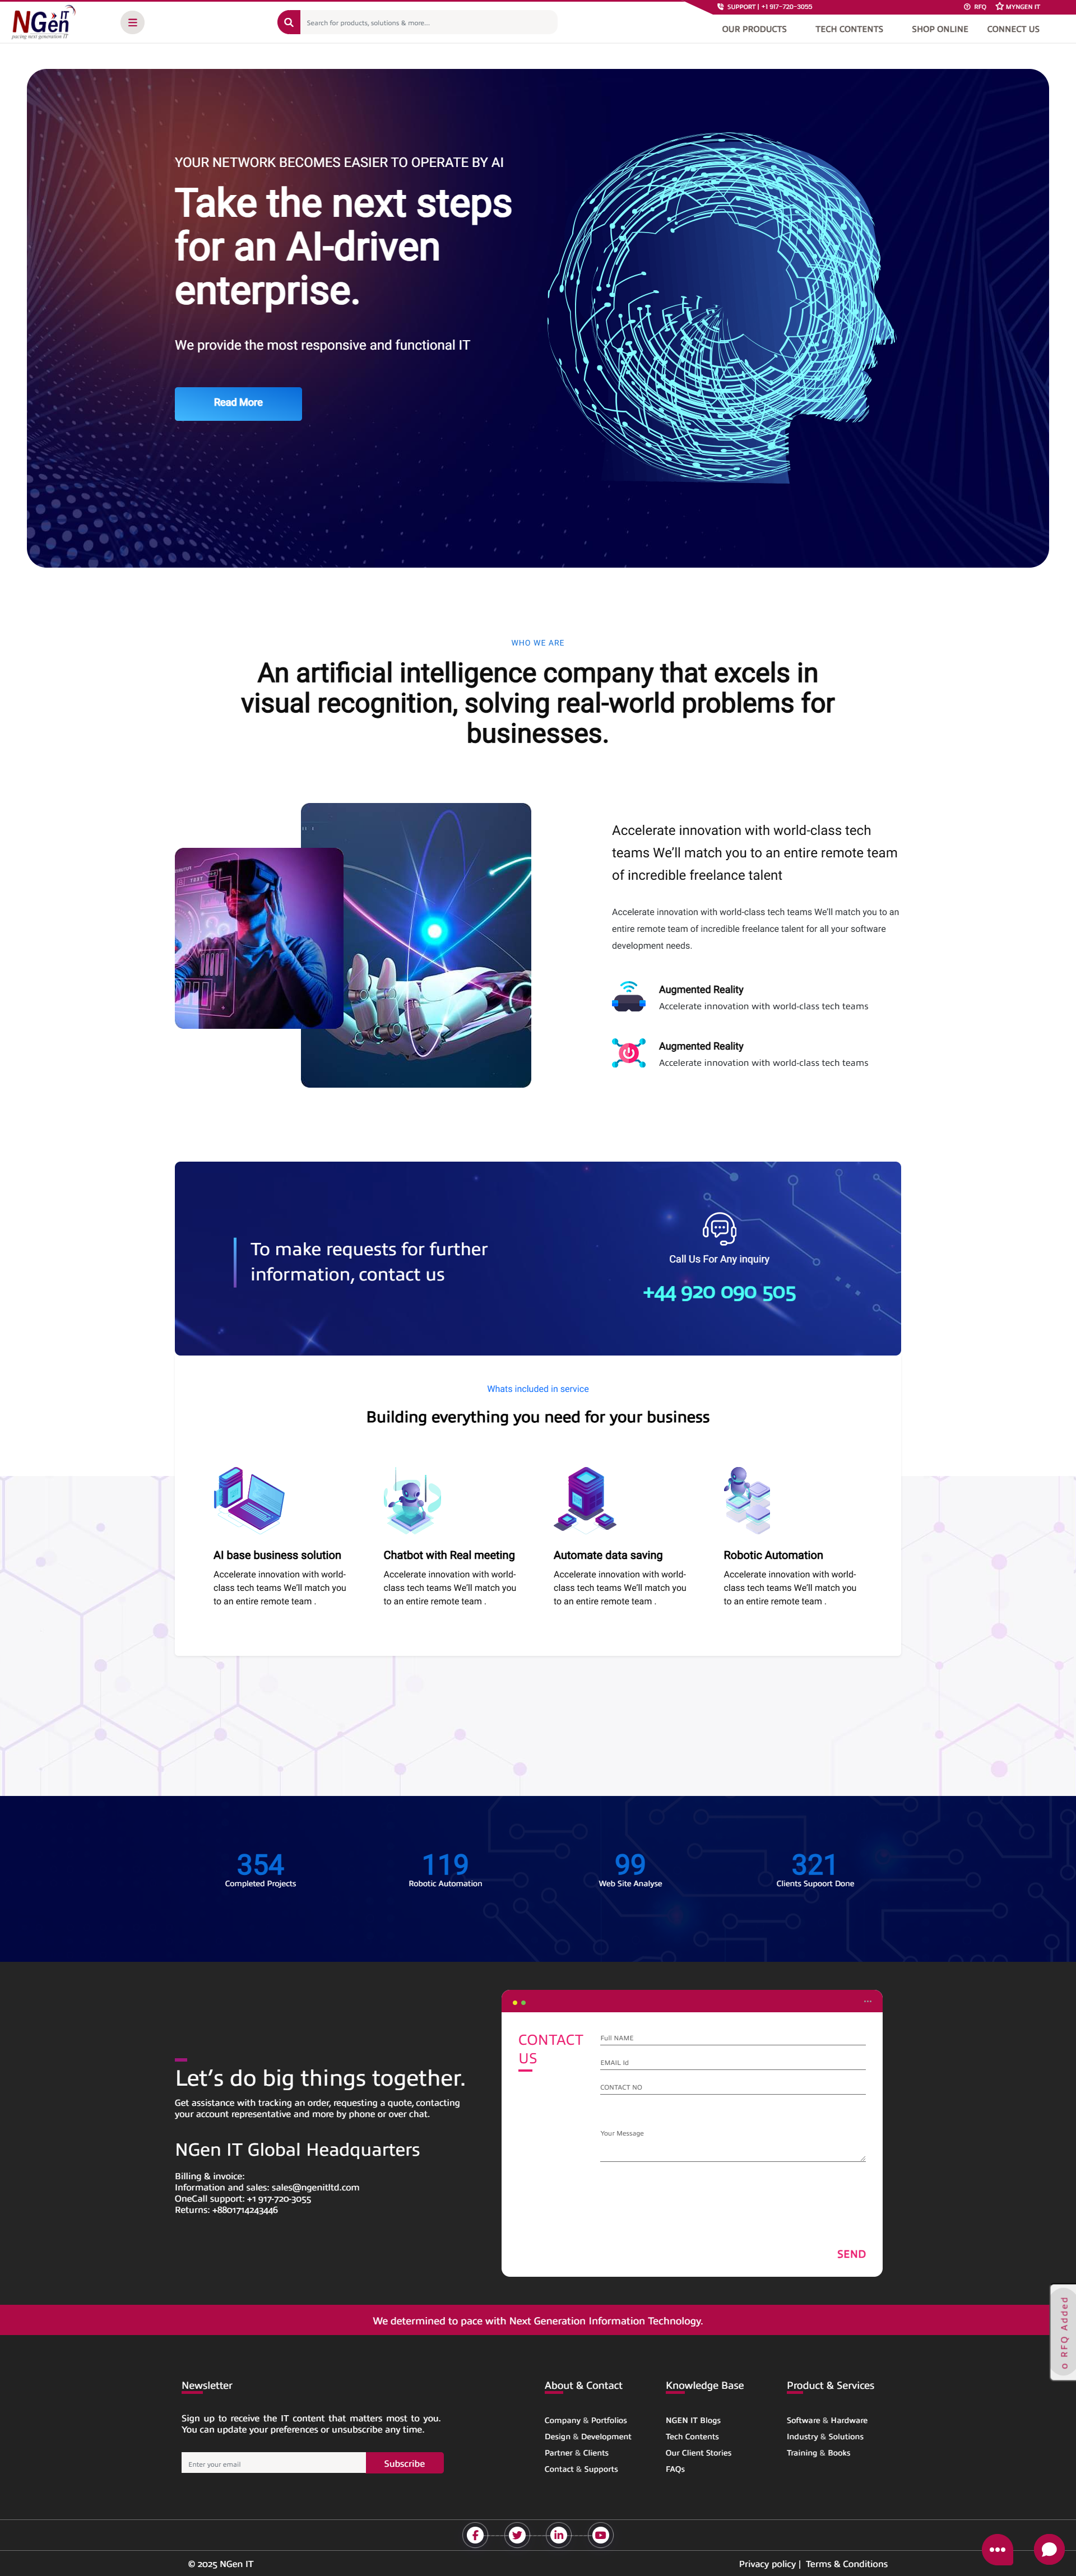 NGen IT
pacing next generation IT
Search for products, solutions & more...
SUPPORT | +1 917-720-3055
RFQ
MYNGEN IT
OUR PRODUCTS
TECH CONTENTS
SHOP ONLINE
CONNECT US
YOUR NETWORK BECOMES EASIER TO OPERATE BY AI
Take the next steps
for an AI-driven
enterprise.
We provide the most responsive and functional IT
Read More
WHO WE ARE
An artificial intelligence company that excels in
visual recognition, solving real-world problems for
businesses.
TEST
Accelerate innovation with world-class tech
teams We'll match you to an entire remote team
of incredible freelance talent
Accelerate innovation with world-class tech teams We'll match you to an
entire remote team of incredible freelance talent for all your software
development needs.
Augmented Reality
Accelerate innovation with world-class tech teams
Augmented Reality
Accelerate innovation with world-class tech teams
To make requests for further
information, contact us
Call Us For Any inquiry
+44 920 090 505
Whats included in service
Building everything you need for your business
AI base business solution
Accelerate innovation with world-
class tech teams We'll match you
to an entire remote team .
Chatbot with Real meeting
Accelerate innovation with world-
class tech teams We'll match you
to an entire remote team .
Automate data saving
Accelerate innovation with world-
class tech teams We'll match you
to an entire remote team .
Robotic Automation
Accelerate innovation with world-
class tech teams We'll match you
to an entire remote team .
354
Completed Projects
119
Robotic Automation
99
Web Site Analyse
321
Clients Supoort Done
Let's do big things together.
Get assistance with tracking an order, requesting a quote, contacting
your account representative and more by phone or over chat.
NGen IT Global Headquarters
Billing & invoice:
Information and sales: sales@ngenitltd.com
OneCall support: +1 917-720-3055
Returns: +8801714243446
CONTACT
US
Full NAME
EMAIL Id
CONTACT NO
Your Message
SEND
0 RFQ Added
We determined to pace with Next Generation Information Technology.
Newsletter
Sign up to receive the IT content that matters most to you.
You can update your preferences or unsubscribe any time.
Enter your email
Subscribe
About & Contact
Company & Portfolios
Design & Development
Partner & Clients
Contact & Supports
Knowledge Base
NGEN IT Blogs
Tech Contents
Our Client Stories
FAQs
Product & Services
Software & Hardware
Industry & Solutions
Training & Books
© 2025 NGen IT
Privacy policy | Terms & Conditions